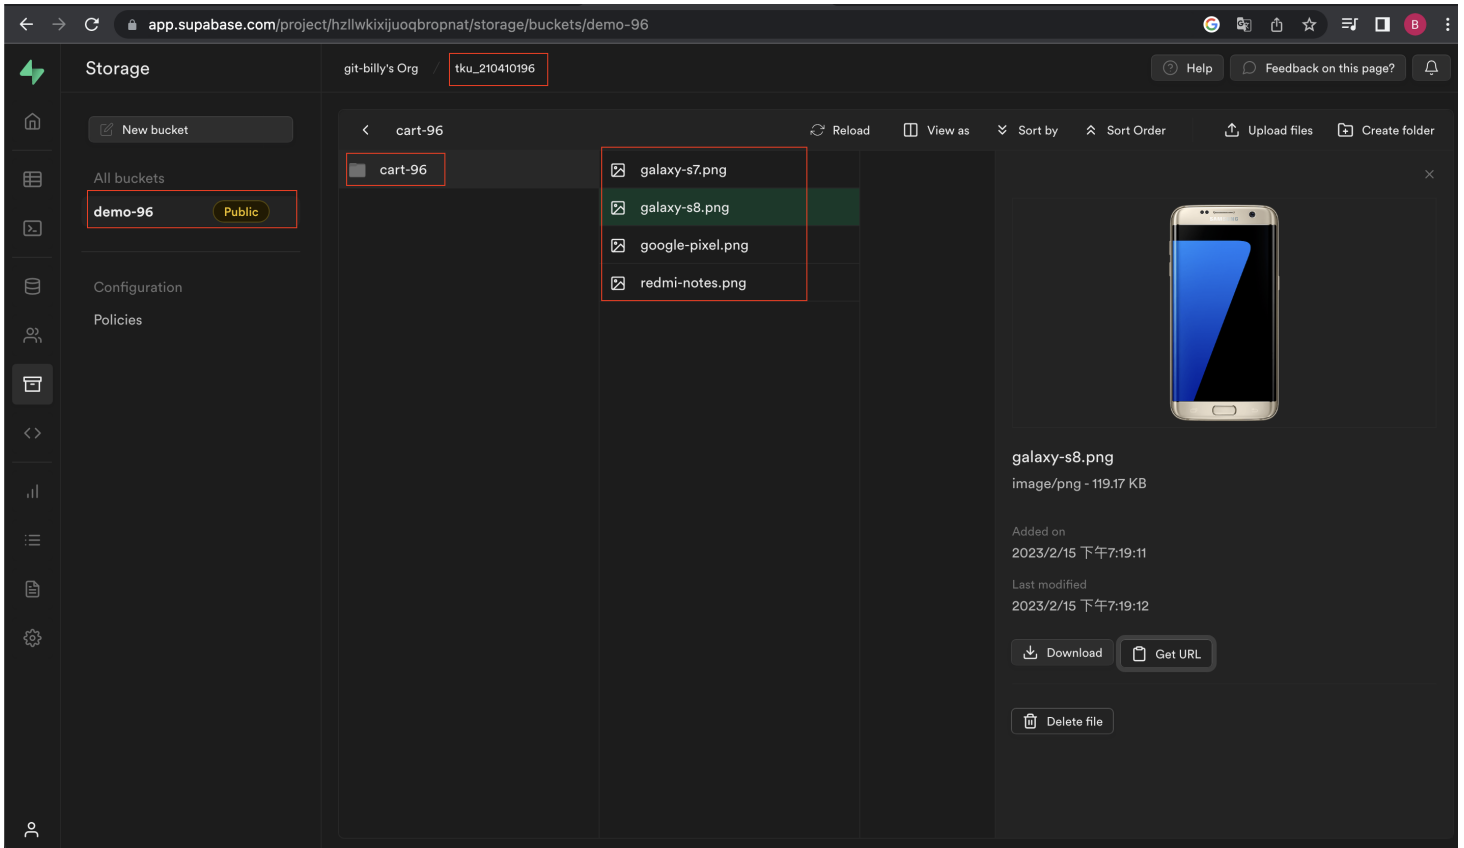 app.supabase.com/project/hzllwkixijuoqbropnat/storage/buckets/demo-96
B
Storage
git-billy's Org / tku_210410196
Help
Feedback on this page?
New bucket
cart-96
Reload
View as
Sort by
Sort Order
Upload files
Create folder
All buckets
demo-96
Public
Configuration
Policies
cart-96
galaxy-s7.png
galaxy-s8.png
google-pixel.png
redmi-notes.png
galaxy-s8.png
image/png - 119.17 KB
Added on
2023/2/15 下午7:19:11
Last modified
2023/2/15 下午7:19:12
Download
Get URL
Delete file